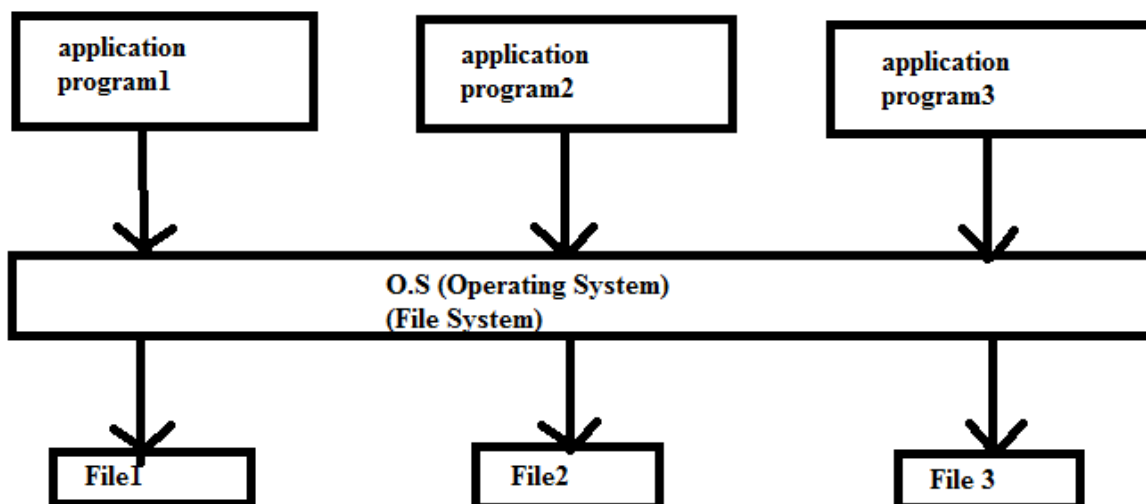 application
program1
application
program2
application
program3
O.S (Operating System)
(File System)
File1
File2
File 3